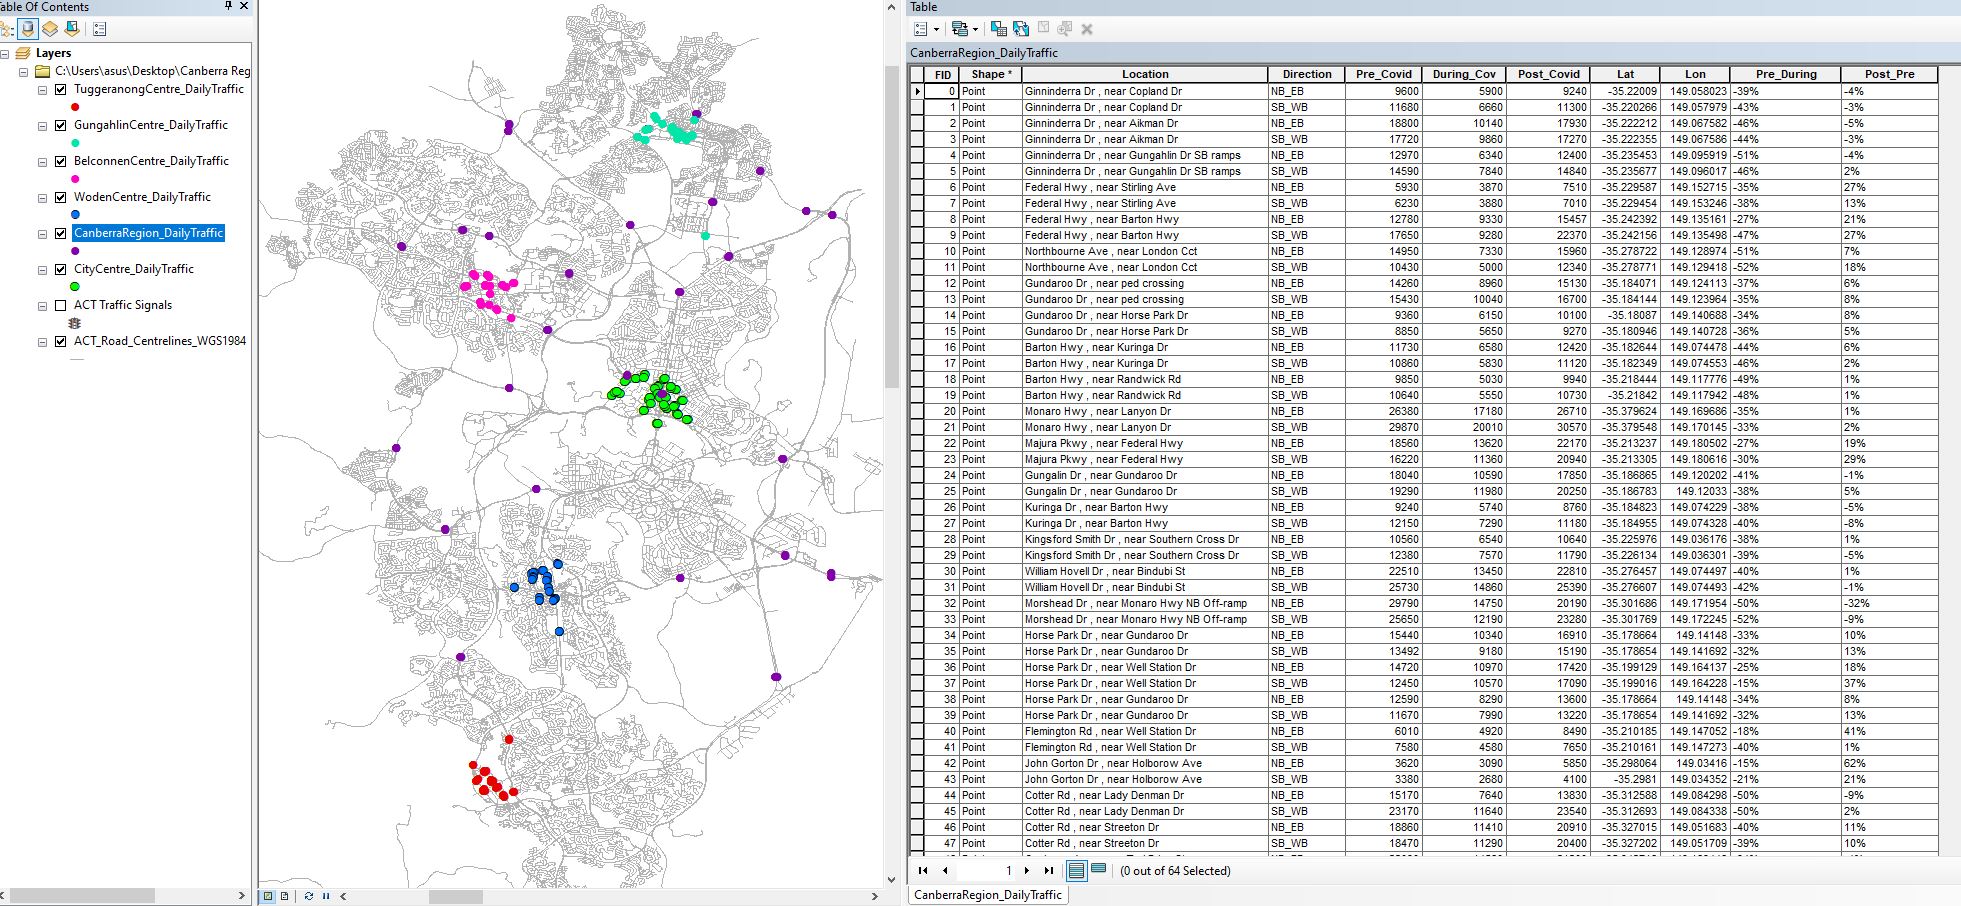 Table Of Contents
Layers
C:\Users\asus\Desktop\Canberra Reg
TuggeranongCentre_DailyTraffic
GungahlinCentre_DailyTraffic
BelconnenCentre_DailyTraffic
WodenCentre_DailyTraffic
CanberraRegion_DailyTraffic
CityCentre_DailyTraffic
ACT Traffic Signals
ACT_Road_Centrelines_WGS1984
Table
CanberraRegion_DailyTraffic
FID Shape * Location Direction Pre_Covid During_Cov Post_Covid Lat Lon Pre_During Post_Pre
0 Point Ginninderra Dr , near Copland Dr NB_EB 9600 5900 9240 -35.22009 149.058023 -39% -4%
1 Point Ginninderra Dr , near Copland Dr SB_WB 11680 6660 11300 -35.220266 149.057979 -43% -3%
2 Point Ginninderra Dr , near Aikman Dr NB_EB 18800 10140 17930 -35.222212 149.067582 -46% -5%
3 Point Ginninderra Dr , near Aikman Dr SB_WB 17720 9860 17270 -35.222355 149.067586 -44% -3%
4 Point Ginninderra Dr , near Gungahlin Dr SB ramps NB_EB 12970 6340 12400 -35.235453 149.095919 -51% -4%
5 Point Ginninderra Dr , near Gungahlin Dr SB ramps SB_WB 14590 7840 14840 -35.235677 149.096017 -46% 2%
6 Point Federal Hwy , near Stirling Ave NB_EB 5930 3870 7510 -35.229587 149.152715 -35% 27%
7 Point Federal Hwy , near Stirling Ave SB_WB 6230 3880 7010 -35.229454 149.153246 -38% 13%
8 Point Federal Hwy , near Barton Hwy NB_EB 12780 9330 15457 -35.242392 149.135161 -27% 21%
9 Point Federal Hwy , near Barton Hwy SB_WB 17650 9280 22370 -35.242156 149.135498 -47% 27%
10 Point Northbourne Ave , near London Cct NB_EB 14950 7330 15960 -35.278722 149.128974 -51% 7%
11 Point Northbourne Ave , near London Cct SB_WB 10430 5000 12340 -35.278771 149.129418 -52% 18%
12 Point Gundaroo Dr , near ped crossing NB_EB 14260 8960 15130 -35.184071 149.124113 -37% 6%
13 Point Gundaroo Dr , near ped crossing SB_WB 15430 10040 16700 -35.184144 149.123964 -35% 8%
14 Point Gundaroo Dr , near Horse Park Dr NB_EB 9360 6150 10100 -35.18087 149.140688 -34% 8%
15 Point Gundaroo Dr , near Horse Park Dr SB_WB 8850 5650 9270 -35.180946 149.140728 -36% 5%
16 Point Barton Hwy , near Kuringa Dr NB_EB 11730 6580 12420 -35.182644 149.074478 -44% 6%
17 Point Barton Hwy , near Kuringa Dr SB_WB 10860 5830 11120 -35.182349 149.074553 -46% 2%
18 Point Barton Hwy , near Randwick Rd NB_EB 9850 5030 9940 -35.218444 149.117776 -49% 1%
19 Point Barton Hwy , near Randwick Rd SB_WB 10640 5550 10730 -35.21842 149.117942 -48% 1%
20 Point Monaro Hwy , near Lanyon Dr NB_EB 26380 17180 26710 -35.379624 149.169686 -35% 1%
21 Point Monaro Hwy , near Lanyon Dr SB_WB 29870 20010 30570 -35.379548 149.170145 -33% 2%
22 Point Majura Pkwy , near Federal Hwy NB_EB 18560 13620 22170 -35.213237 149.180502 -27% 19%
23 Point Majura Pkwy , near Federal Hwy SB_WB 16220 11360 20940 -35.213305 149.180616 -30% 29%
24 Point Gungalin Dr , near Gundaroo Dr NB_EB 18040 10590 17850 -35.186865 149.120202 -41% -1%
25 Point Gungalin Dr , near Gundaroo Dr SB_WB 19290 11980 20250 -35.186783 149.12033 -38% 5%
26 Point Kuringa Dr , near Barton Hwy NB_EB 9240 5740 8760 -35.184823 149.074229 -38% -5%
27 Point Kuringa Dr , near Barton Hwy SB_WB 12150 7290 11180 -35.184955 149.074328 -40% -8%
28 Point Kingsford Smith Dr , near Southern Cross Dr NB_EB 10560 6540 10640 -35.225976 149.036176 -38% 1%
29 Point Kingsford Smith Dr , near Southern Cross Dr SB_WB 12380 7570 11790 -35.226134 149.036301 -39% -5%
30 Point William Hovell Dr , near Bindubi St NB_EB 22510 13450 22810 -35.276457 149.074497 -40% 1%
31 Point William Hovell Dr , near Bindubi St SB_WB 25730 14860 25390 -35.276607 149.074493 -42% -1%
32 Point Morshead Dr , near Monaro Hwy NB Off-ramp NB_EB 29790 14750 20190 -35.301686 149.171954 -50% -32%
33 Point Morshead Dr , near Monaro Hwy NB Off-ramp SB_WB 25650 12190 23280 -35.301769 149.172245 -52% -9%
34 Point Horse Park Dr , near Gundaroo Dr NB_EB 15440 10340 16910 -35.178664 149.14148 -33% 10%
35 Point Horse Park Dr , near Gundaroo Dr SB_WB 13492 9180 15190 -35.178654 149.141692 -32% 13%
36 Point Horse Park Dr , near Well Station Dr NB_EB 14720 10970 17420 -35.199129 149.164137 -25% 18%
37 Point Horse Park Dr , near Well Station Dr SB_WB 12450 10570 17090 -35.199016 149.164228 -15% 37%
38 Point Horse Park Dr , near Gundaroo Dr NB_EB 12590 8290 13600 -35.178664 149.14148 -34% 8%
39 Point Horse Park Dr , near Gundaroo Dr SB_WB 11670 7990 13220 -35.178654 149.141692 -32% 13%
40 Point Flemington Rd , near Well Station Dr NB_EB 6010 4920 8490 -35.210185 149.147052 -18% 41%
41 Point Flemington Rd , near Well Station Dr SB_WB 7580 4580 7650 -35.210161 149.147273 -40% 1%
42 Point John Gorton Dr , near Holborow Ave NB_EB 3620 3090 5850 -35.298064 149.03416 -15% 62%
43 Point John Gorton Dr , near Holborow Ave SB_WB 3380 2680 4100 -35.2981 149.034352 -21% 21%
44 Point Cotter Rd , near Lady Denman Dr NB_EB 15170 7640 13830 -35.312588 149.084298 -50% -9%
45 Point Cotter Rd , near Lady Denman Dr SB_WB 23170 11640 23540 -35.312693 149.084338 -50% 2%
46 Point Cotter Rd , near Streeton Dr NB_EB 18860 11410 20910 -35.327015 149.051683 -40% 11%
47 Point Cotter Rd , near Streeton Dr SB_WB 18470 11290 20400 -35.327202 149.051709 -39% 10%
1
(0 out of 64 Selected)
CanberraRegion_DailyTraffic